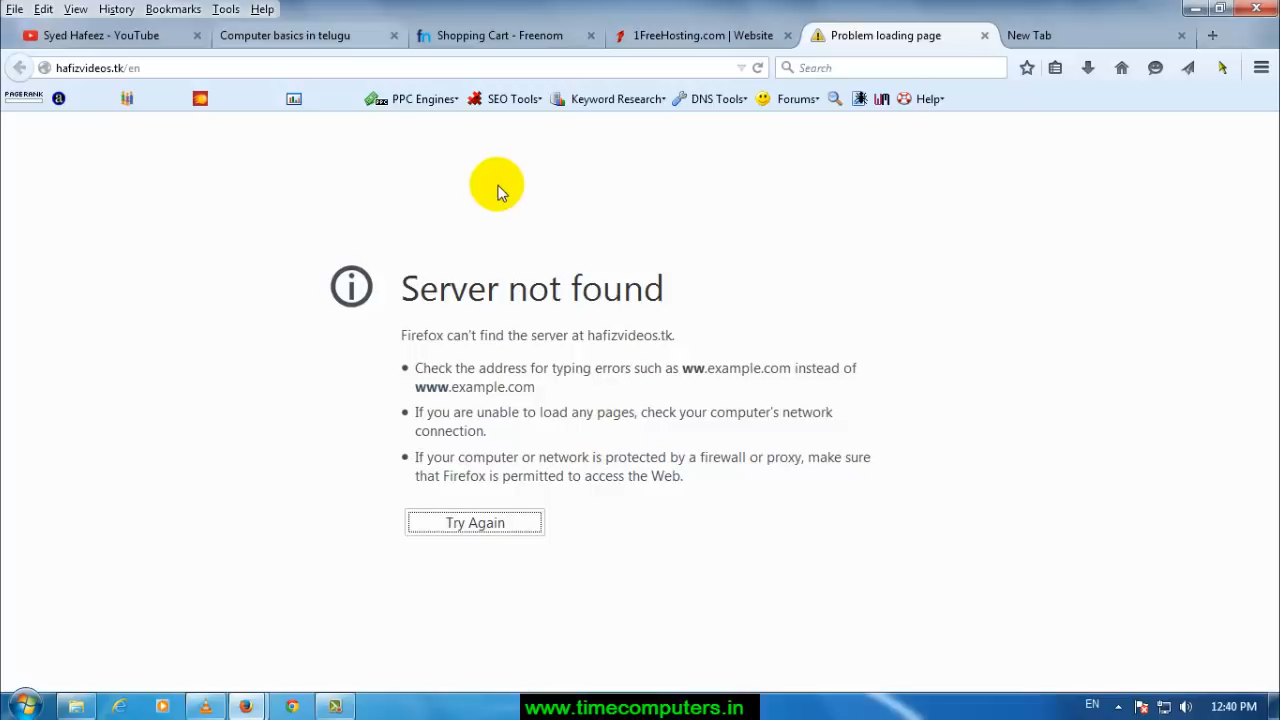 File Edit View History Bookmarks Tools Help
Syed Hafeez - YouTube
Computer basics in telugu
fn Shopping Cart - Freenom
1FreeHosting.com | Website
Problem loading page
New Tab
hafizvideos.tk/en
Search
PAGERANK
PPC Engines
SEO Tools
Keyword Research
DNS Tools
Forums
Help
Server not found
Firefox can't find the server at hafizvideos.tk.
Check the address for typing errors such as ww.example.com instead of
www.example.com
If you are unable to load any pages, check your computer's network
connection.
If your computer or network is protected by a firewall or proxy, make sure
that Firefox is permitted to access the Web.
Try Again
www.timecomputers.in
EN
12:40 PM